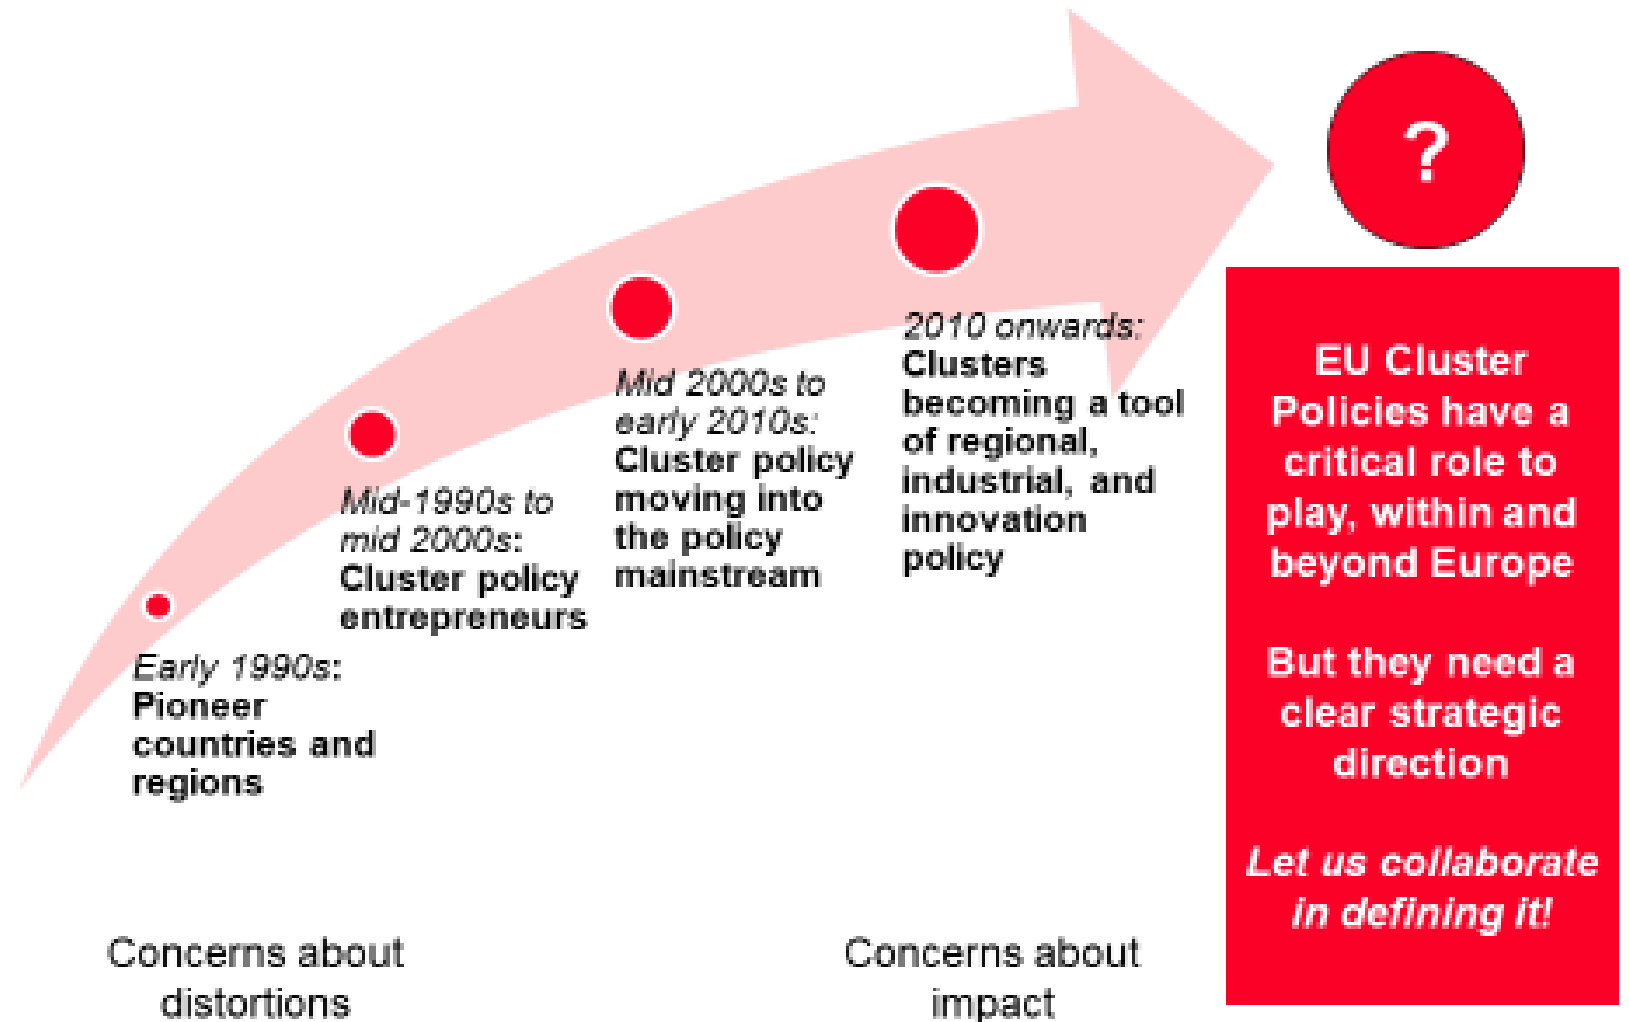 Early 1990s:
Pioneer
countries and
regions
Mid-1990s to
mid 2000s:
Cluster policy
entrepreneurs
Mid 2000s to
early 2010s:
Cluster policy
moving into
the policy
mainstream
2010 onwards:
Clusters
becoming a tool
of regional,
industrial, and
innovation
policy
?
EU Cluster
Policies have a
critical role to
play, within and
beyond Europe
But they need a
clear strategic
direction
Let us collaborate
in defining it!
Concerns about
distortions
Concerns about
impact